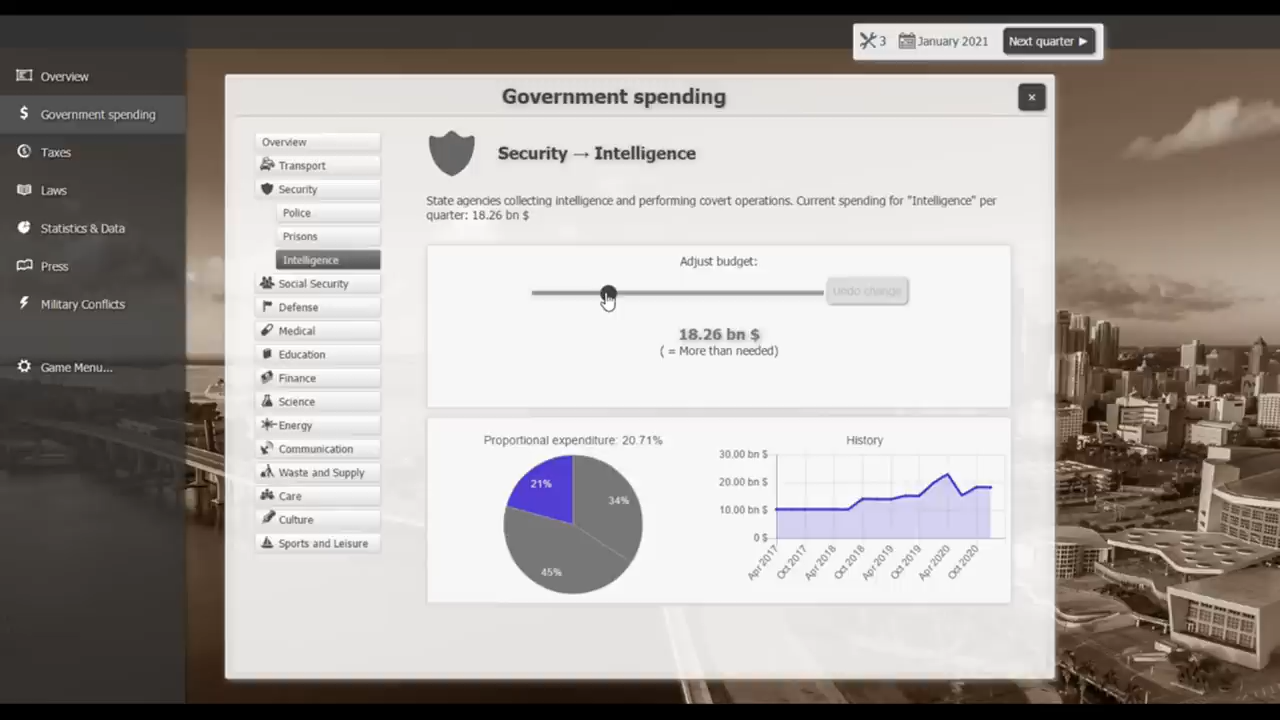 3 January 2021 Next quarter ►
Overview
Government spending
Taxes
Laws
Statistics & Data
Press
Military Conflicts
Game Menu...
Government spending
×
Overview
Transport
Security
Police
Prisons
Intelligence
Social Security
Defense
Medical
Education
Finance
Science
Energy
Communication
Waste and Supply
Care
Culture
Sports and Leisure
Security → Intelligence
State agencies collecting intelligence and performing covert operations. Current spending for "Intelligence" per
quarter: 18.26 bn $
Adjust budget:
Undo change
18.26 bn $
( = More than needed)
Proportional expenditure: 20.71%
21%
34%
45%
History
30.00 bn $
20.00 bn $
10.00 bn $
0 $
Apr 2017
Oct 2017
Apr 2018
Oct 2018
Apr 2019
Oct 2019
Apr 2020
Oct 2020